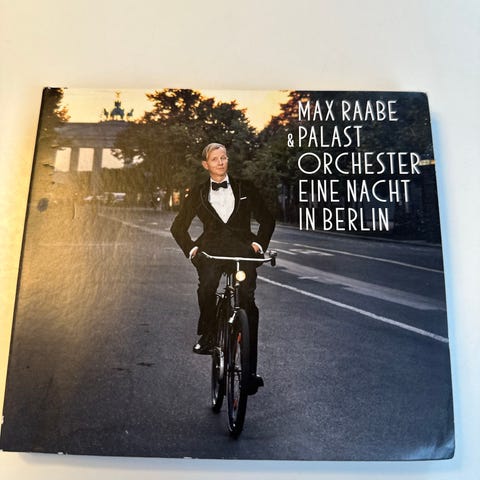 MAX RAABE
& PALAST
ORCHESTER
EINE NACHT
IN BERLIN